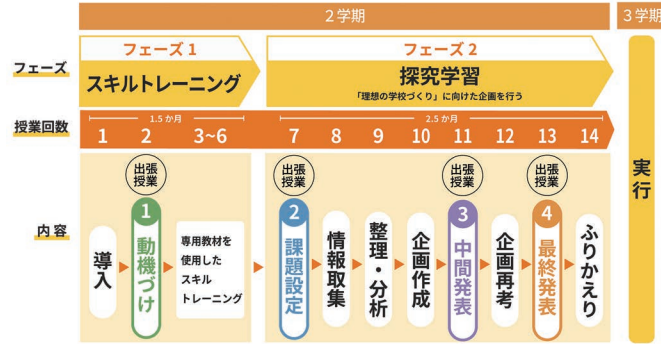 2学期
3学期
フェーズ
フェーズ1
スキルトレーニング
フェーズ2
探究学習
「理想の学校づくり」に向けた企画を行う
授業回数
1.5か月
1
2
3~6
2.5か月
7
8
9
10
11
12
13
14
内容
導入
出張
授業
1
動機づけ
専用教材を
使用した
スキル
トレーニング
出張
授業
2
課題設定
情報取集
整理・分析
企画作成
出張
授業
3
中間発表
企画再考
出張
授業
4
最終発表
ふりかえり
実行